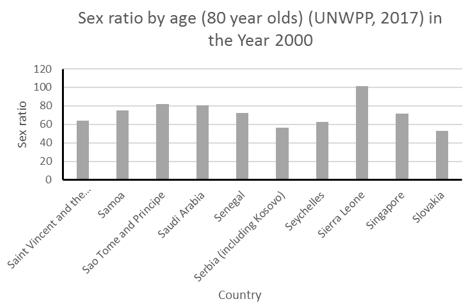 Sex ratio by age (80 year olds) (UNWPP, 2017) in
the Year 2000
Sex ratio
120
100
80
60
40
20
0
Saint Vincent and the...
Samoa
Sao Tome and Principe
Saudi Arabia
Senegal
Serbia (including Kosovo)
Seychelles
Sierra Leone
Singapore
Slovakia
Country